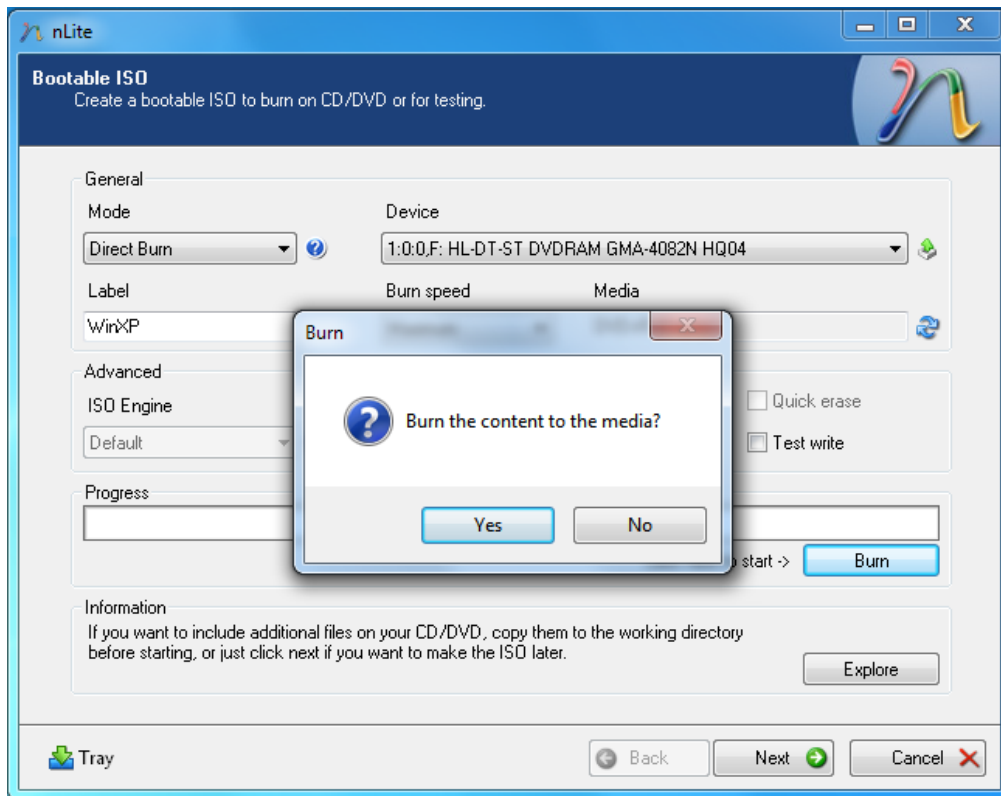 nLite
Bootable ISO
Create a bootable ISO to burn on CD/DVD or for testing.
General
Mode
Device
Direct Burn
1:0:0,F: HL-DT-ST DVDRAM GMA-4082N HQ04
Label
Burn speed
Media
WinXP
Burn
Advanced
ISO Engine
Quick erase
Burn the content to the media?
Default
Test write
Progress
Yes
No
start ->
Burn
Information
If you want to include additional files on your CD/DVD, copy them to the working directory
before starting, or just click next if you want to make the ISO later.
Explore
Tray
Back
Next
Cancel